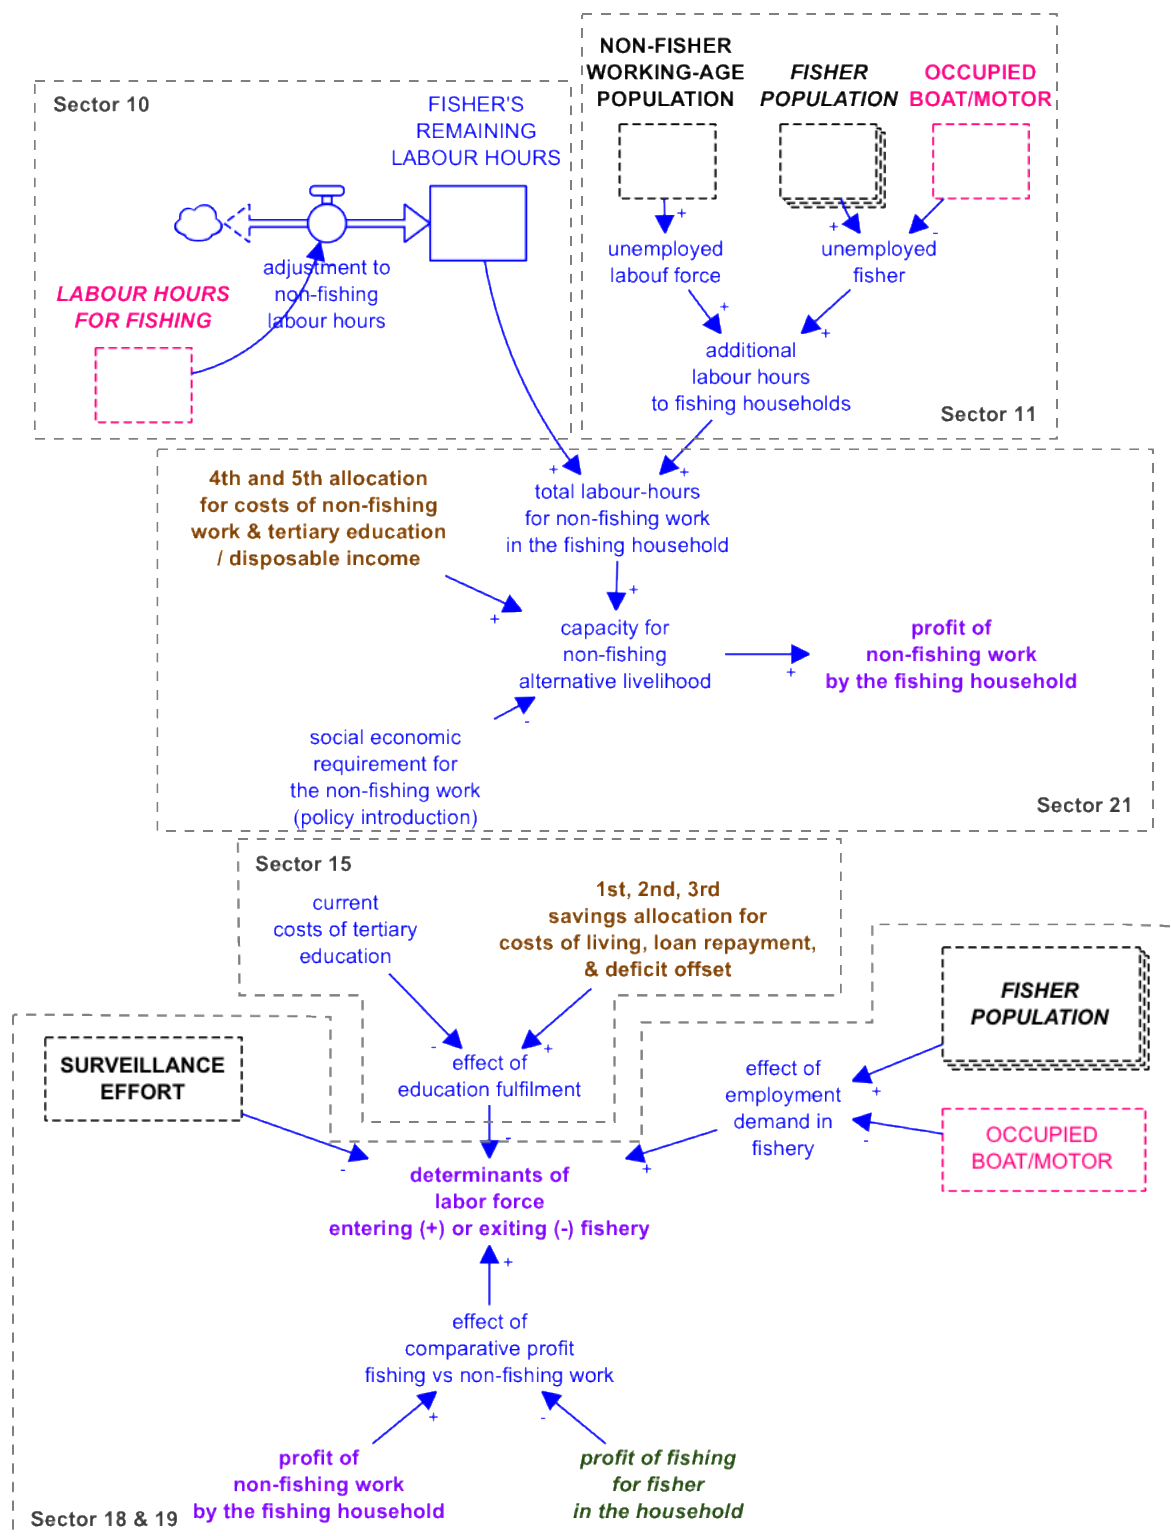 Sector 10
FISHER'S
REMAINING
LABOUR HOURS
adjustment to
non-fishing
labour hours
LABOUR HOURS
FOR FISHING
NON-FISHER
WORKING-AGE
POPULATION
FISHER
POPULATION
OCCUPIED
BOAT/MOTOR
+
+
-
unemployed
labouf force
unemployed
fisher
+
+
additional
labour hours
to fishing households
Sector 11
+
+
4th and 5th allocation
for costs of non-fishing
work & tertiary education
/ disposable income
total labour-hours
for non-fishing work
in the fishing household
+
+
capacity for
non-fishing
alternative livelihood
+
profit of
non-fishing work
by the fishing household
-
social economic
requirement for
the non-fishing work
(policy introduction)
Sector 21
Sector 15
current
costs of tertiary
education
1st, 2nd, 3rd
savings allocation for
costs of living, loan repayment,
& deficit offset
-
+
effect of
education fulfilment
SURVEILLANCE
EFFORT
FISHER
POPULATION
effect of
employment
demand in
fishery
+
-
OCCUPIED
BOAT/MOTOR
-
-
+
determinants of
labor force
entering (+) or exiting (-) fishery
+
effect of
comparative profit
fishing vs non-fishing work
+
-
profit of
non-fishing work
by the fishing household
profit of fishing
for fisher
in the household
Sector 18 & 19